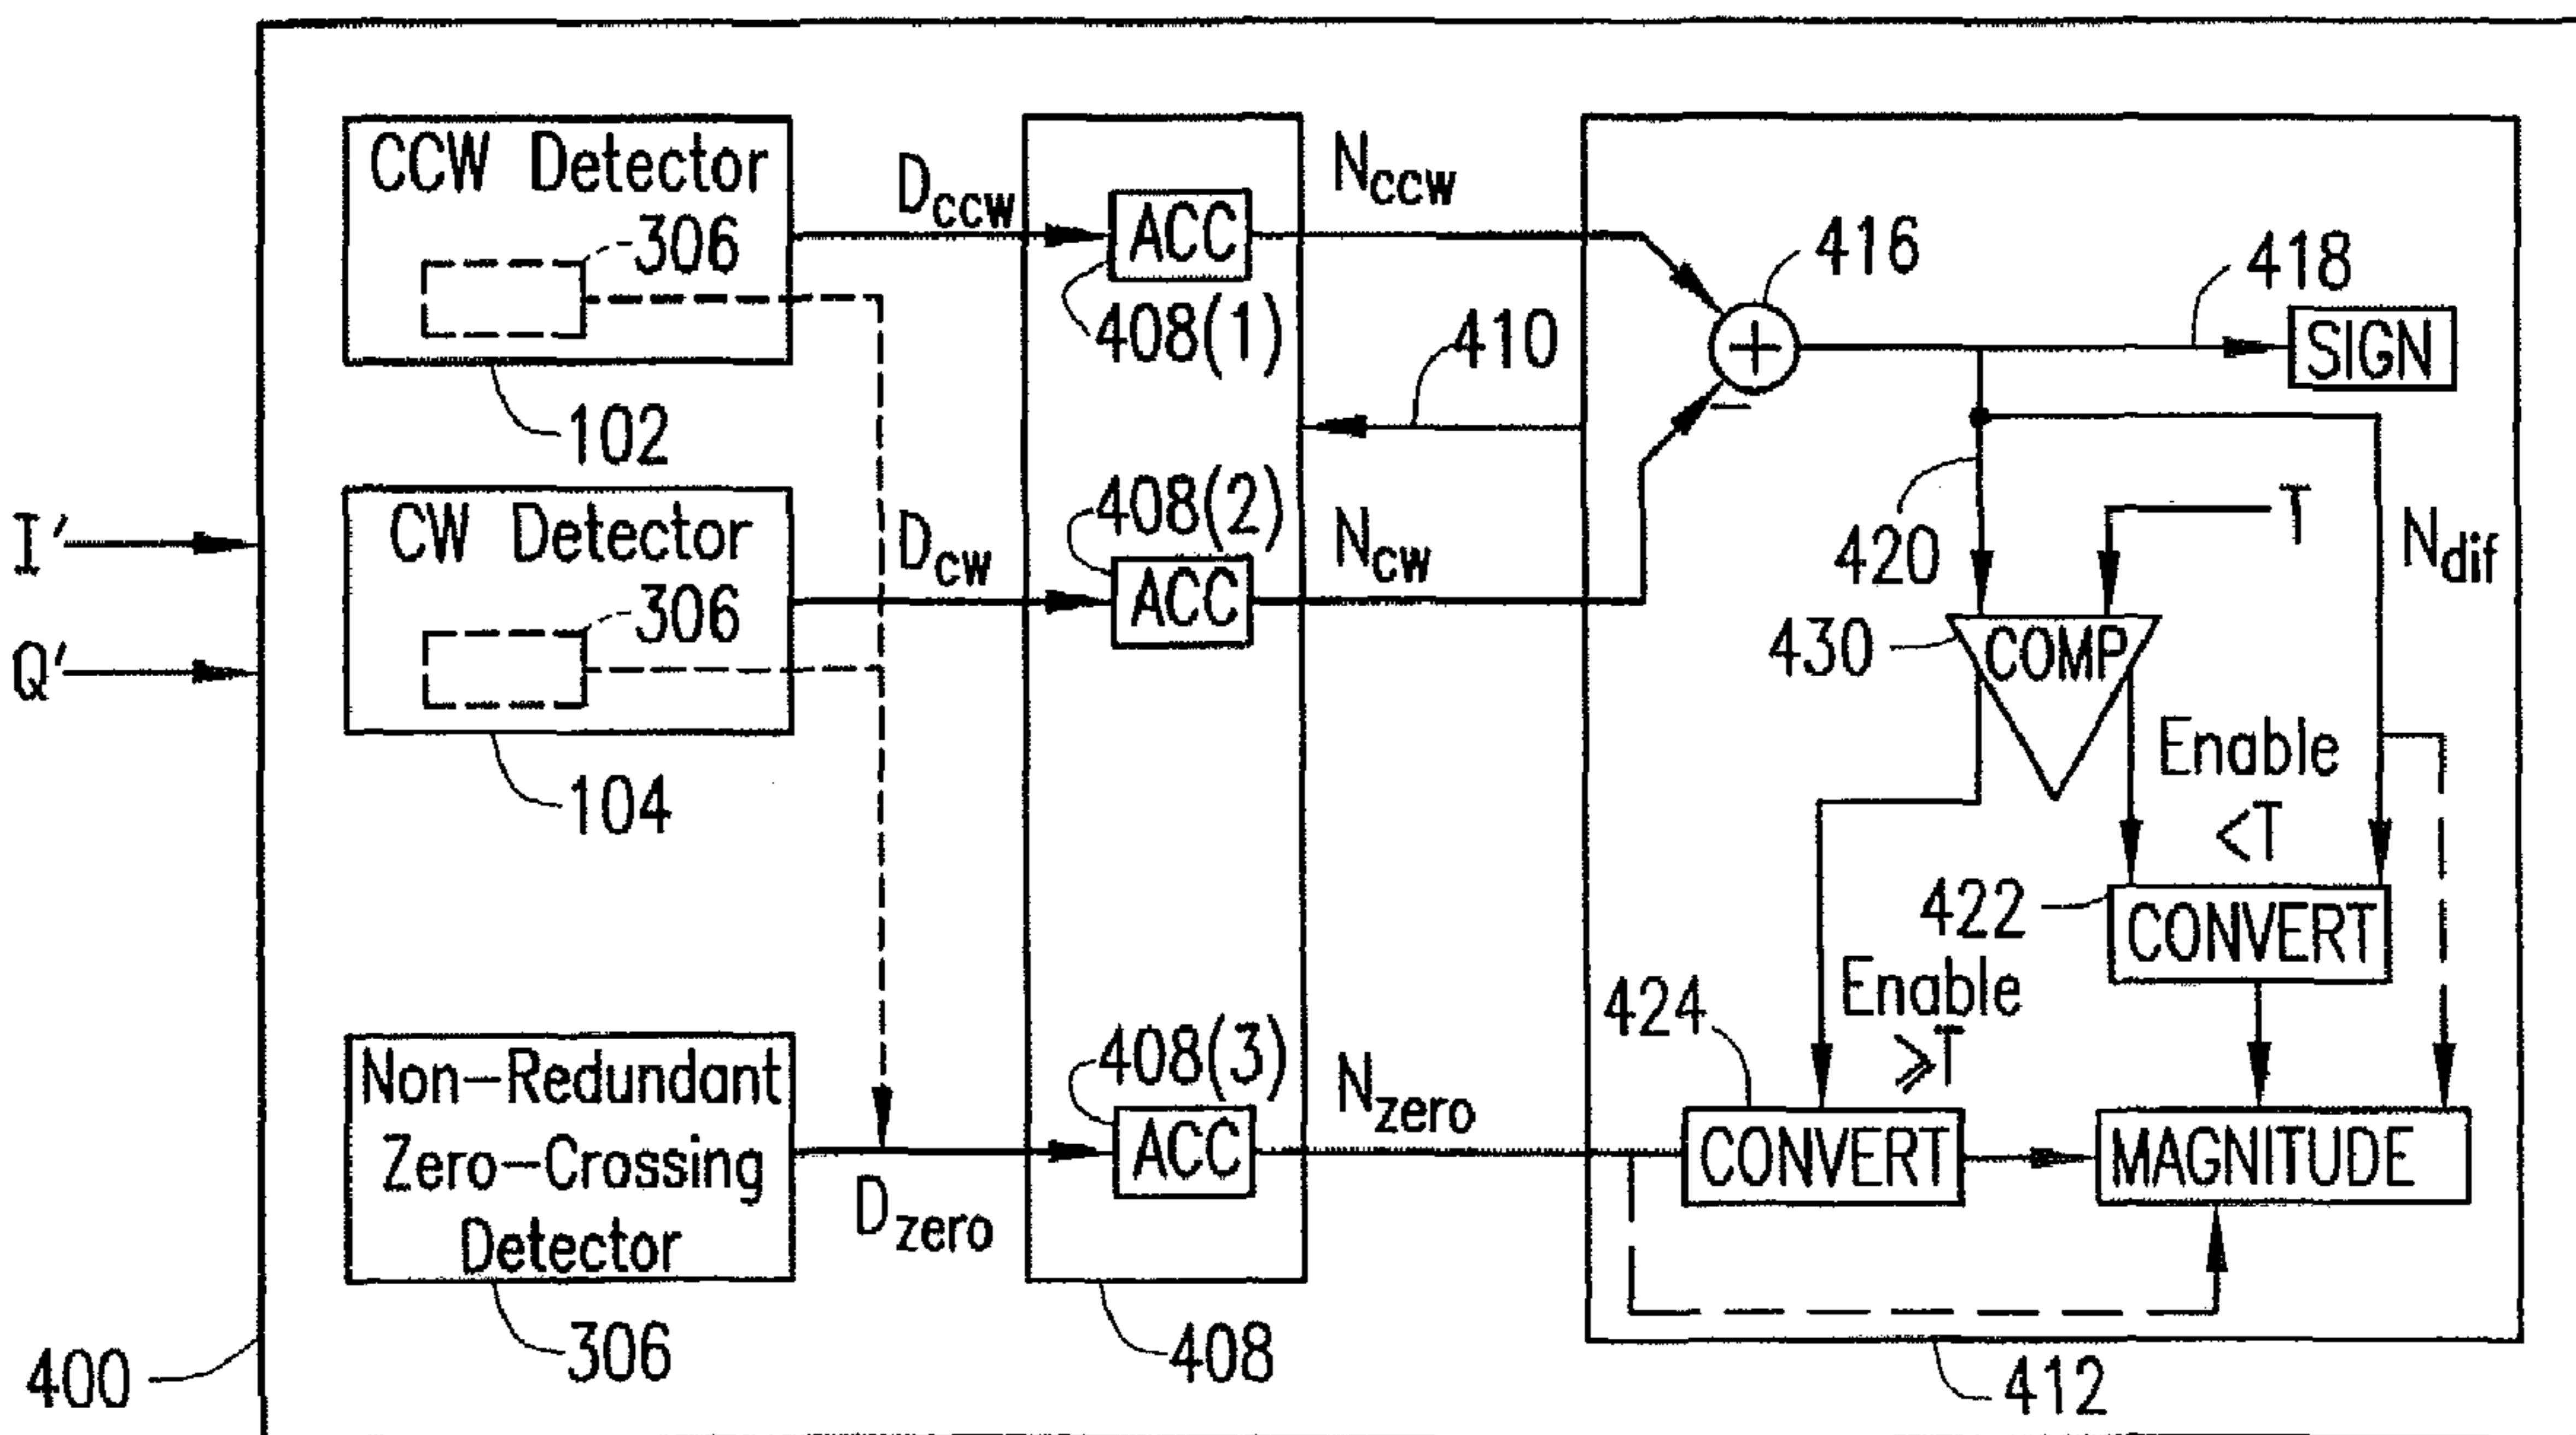 CCW Detector
306
102
CW Detector
306
104
Non-Redundant
Zero-Crossing
Detector
306
I'
Q'
400
Dccw
Dcw
Dzero
ACC
408(1)
408(2)
ACC
408(3)
ACC
408
Nccw
410
Ncw
Nzero
416
+
−
418
SIGN
420
T
Ndif
430
COMP
Enable
<T
422
CONVERT
424
Enable
≥T
CONVERT
MAGNITUDE
412